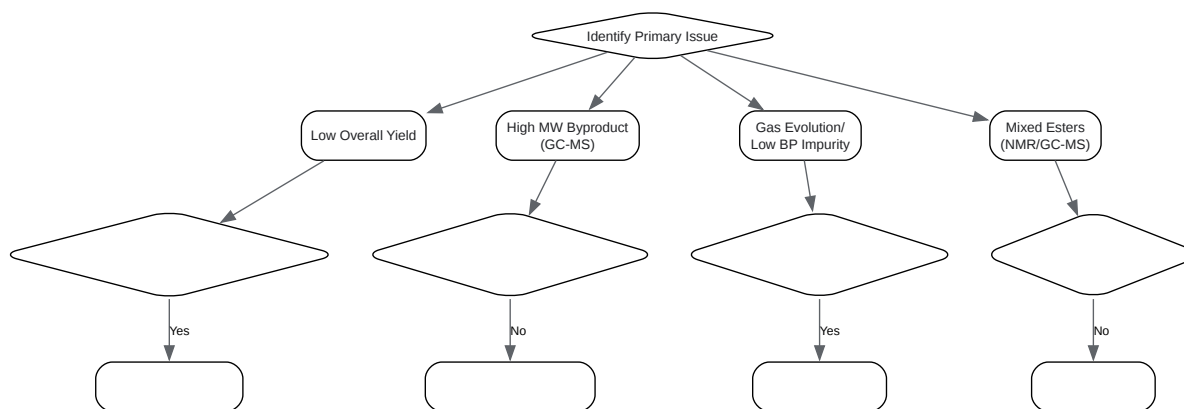 Identify Primary Issue
Low Overall Yield
High MW Byproduct
(GC-MS)
Gas Evolution/
Low BP Impurity
Mixed Esters
(NMR/GC-MS)
Yes
No
Yes
No